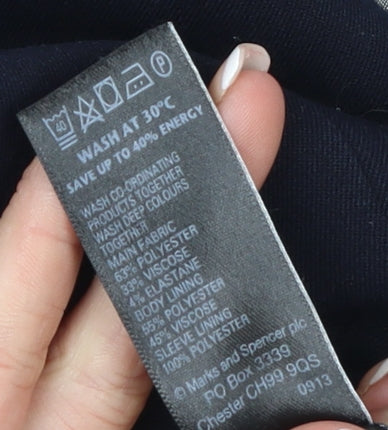 40 P
WASH AT 30°C
SAVE UP TO 40% ENERGY
WASH CO-ORDINATING
PRODUCTS TOGETHER
WASH DEEP COLOURS
TOGETHER
MAIN FABRIC
63% POLYESTER
33% VISCOSE
4% ELASTANE
BODY LINING
55% POLYESTER
45% VISCOSE
SLEEVE LINING
100% POLYESTER
© Marks and Spencer plc
PO Box 3339
Chester CH99 9QS
0913